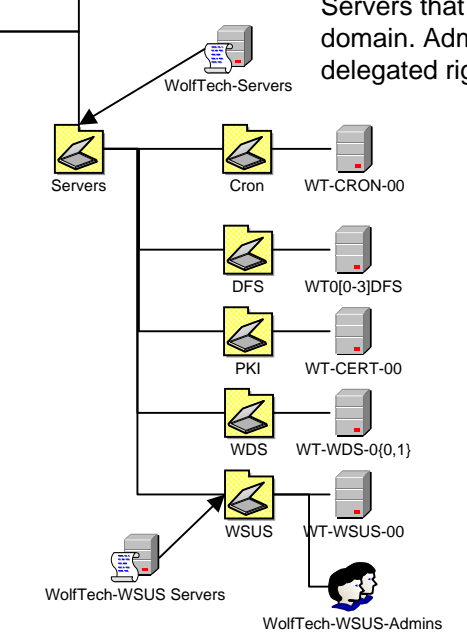 Servers that
domain. Adm
delegated rig
WolfTech-Servers
Servers
Cron
WT-CRON-00
DFS
WT0[0-3]DFS
PKI
WT-CERT-00
WDS
WT-WDS-0{0,1}
WSUS
WT-WSUS-00
WolfTech-WSUS Servers
WolfTech-WSUS-Admins